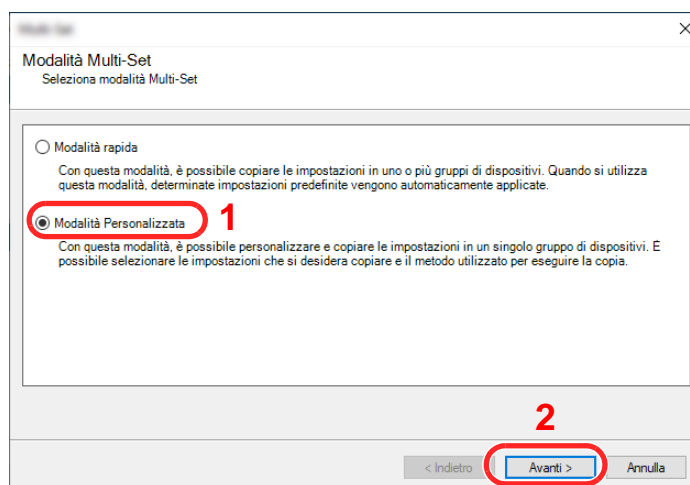 Modalità Multi-Set
Seleziona modalità Multi-Set
Modalità rapida
Con questa modalità, è possibile copiare le impostazioni in uno o più gruppi di dispositivi. Quando si utilizza
questa modalità, determinate impostazioni predefinite vengono automaticamente applicate.
Modalità Personalizzata 1
Con questa modalità, è possibile personalizzare e copiare le impostazioni in un singolo gruppo di dispositivi. E
possibile selezionare le impostazioni che si desidera copiare e il metodo utilizzato per eseguire la copia.
2
< Indietro Avanti > Annulla